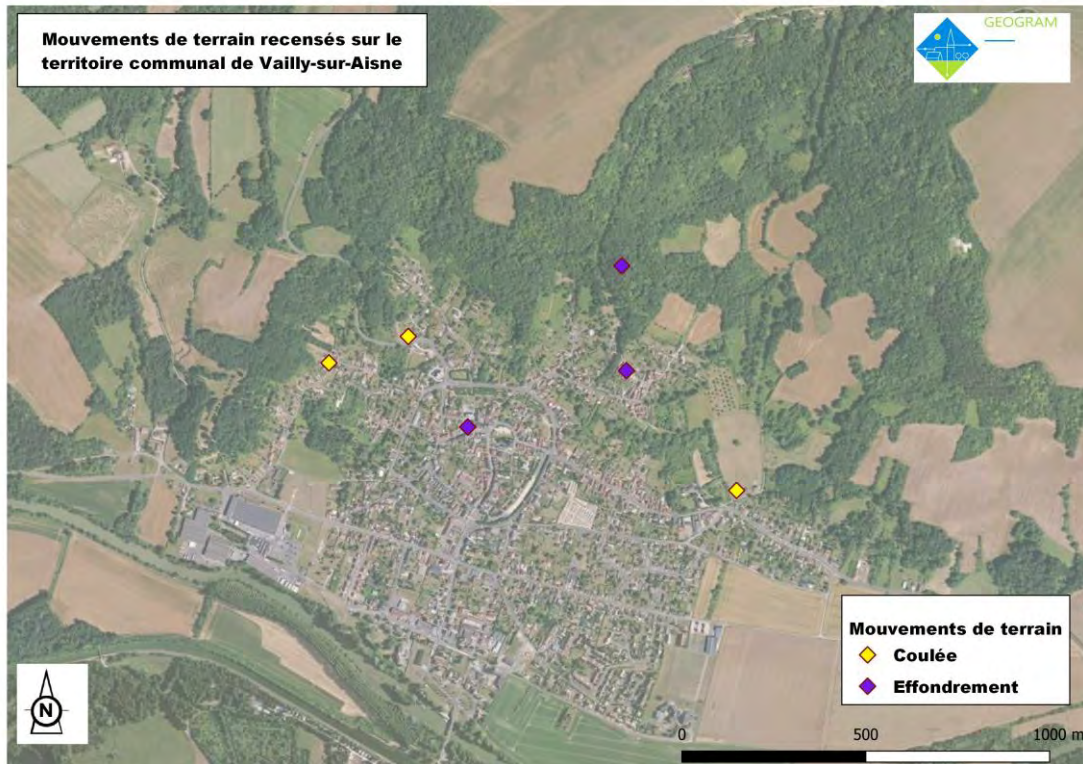 Mouvements de terrain recensés sur le
territoire communal de Vailly-sur-Aisne
GEOGRAM
Mouvements de terrain
Coulée
Effondrement
N
0 500 1000 m